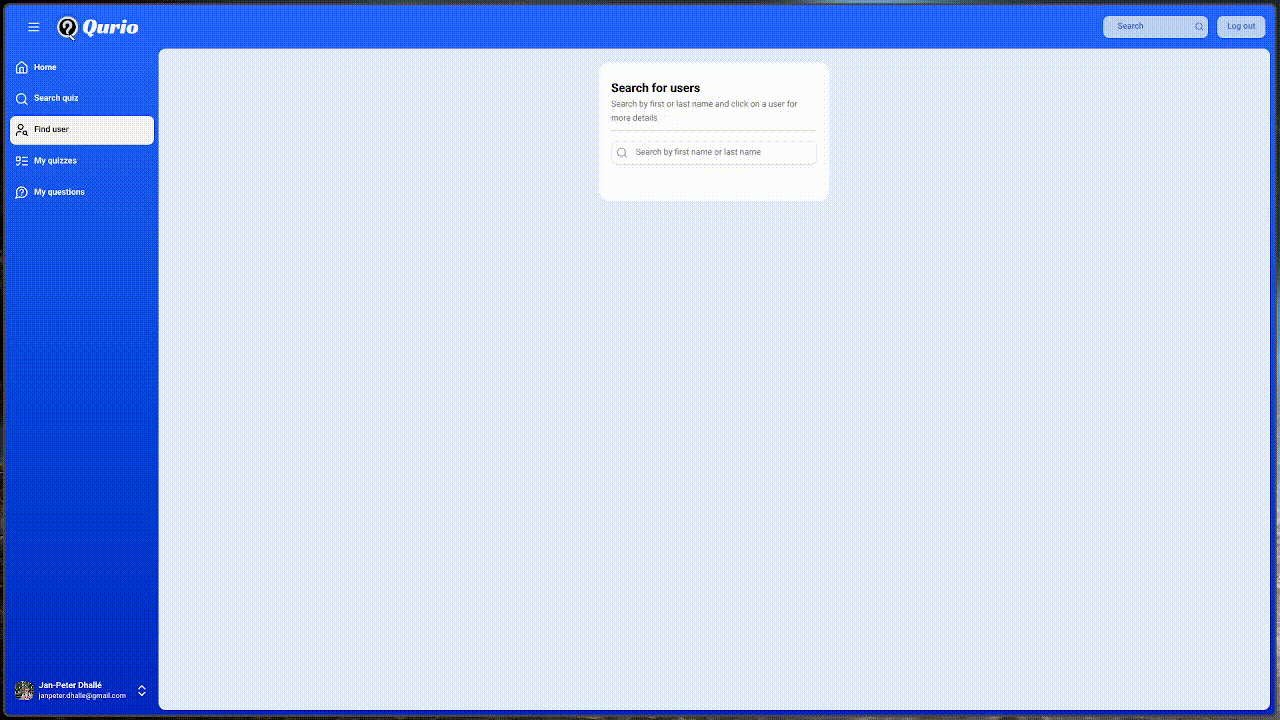 Qurio
Search
Log out
Home
Search quiz
Find user
My quizzes
My questions
Search for users
Search by first or last name and click on a user for
more details
Search by first name or last name
Jan-Peter Dhallé
janpeter.dhalle@gmail.com